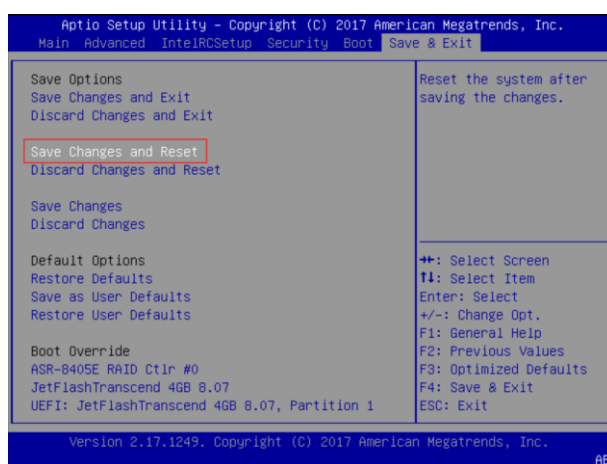 Aptio Setup Utility – Copyright (C) 2017 American Megatrends, Inc.
Main Advanced IntelRCSetup Security Boot Save & Exit
Save Options
Save Changes and Exit
Discard Changes and Exit
Save Changes and Reset
Discard Changes and Reset
Save Changes
Discard Changes
Default Options
Restore Defaults
Save as User Defaults
Restore User Defaults
Boot Override
ASR-8405E RAID Ctlr #0
JetFlashTranscend 4GB 8.07
UEFI: JetFlashTranscend 4GB 8.07, Partition 1
Reset the system after
saving the changes.
→←: Select Screen
↑↓: Select Item
Enter: Select
+/-: Change Opt.
F1: General Help
F2: Previous Values
F3: Optimized Defaults
F4: Save & Exit
ESC: Exit
Version 2.17.1249. Copyright (C) 2017 American Megatrends, Inc.